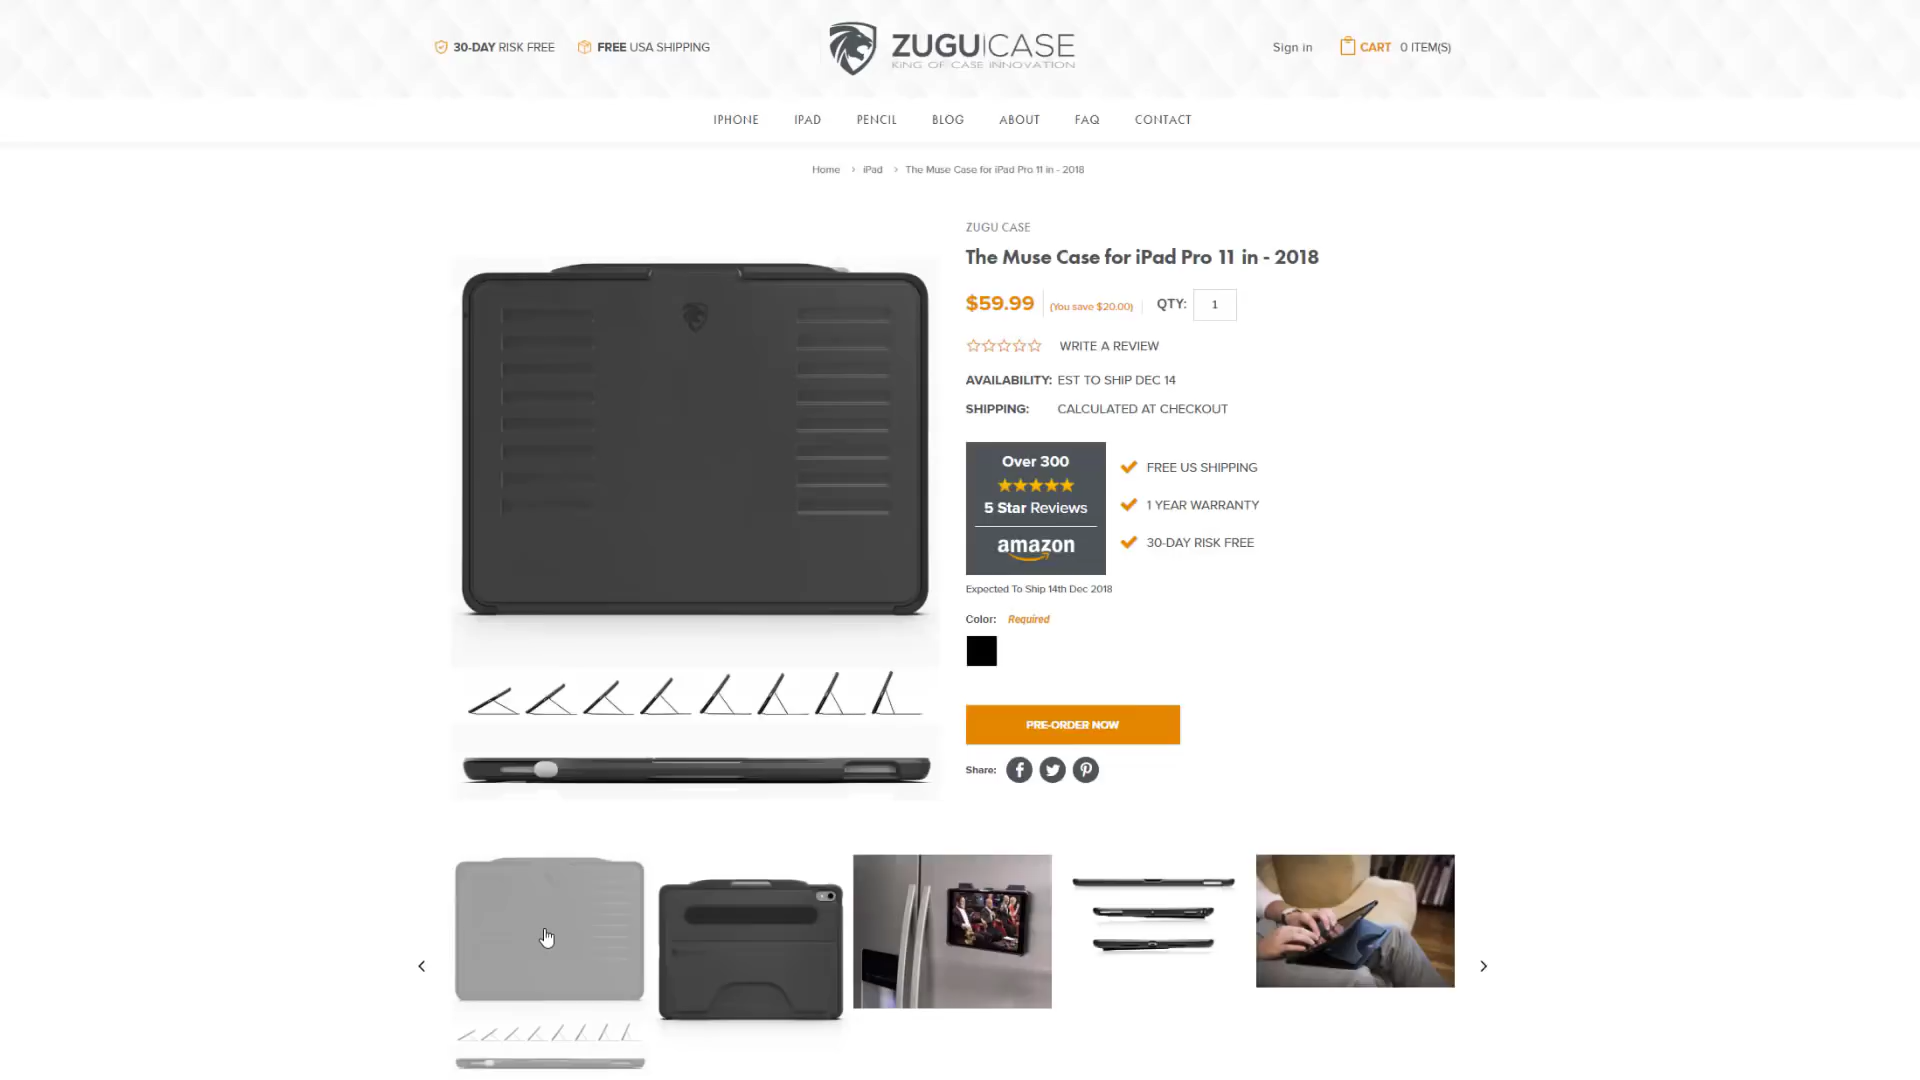 30-DAY RISK FREE
FREE USA SHIPPING
ZUGU CASE
KING OF CASE INNOVATION
Sign in
CART 0 ITEM(S)
IPHONE IPAD PENCIL BLOG ABOUT FAQ CONTACT
Home > iPad > The Muse Case for iPad Pro 11 in - 2018
ZUGU CASE
The Muse Case for iPad Pro 11 in - 2018
$59.99 (You save $20.00) QTY: 1
WRITE A REVIEW
AVAILABILITY: EST TO SHIP DEC 14
SHIPPING: CALCULATED AT CHECKOUT
Over 300
5 Star Reviews
amazon
FREE US SHIPPING
1 YEAR WARRANTY
30-DAY RISK FREE
Expected To Ship 14th Dec 2018
Color: Required
PRE-ORDER NOW
Share: